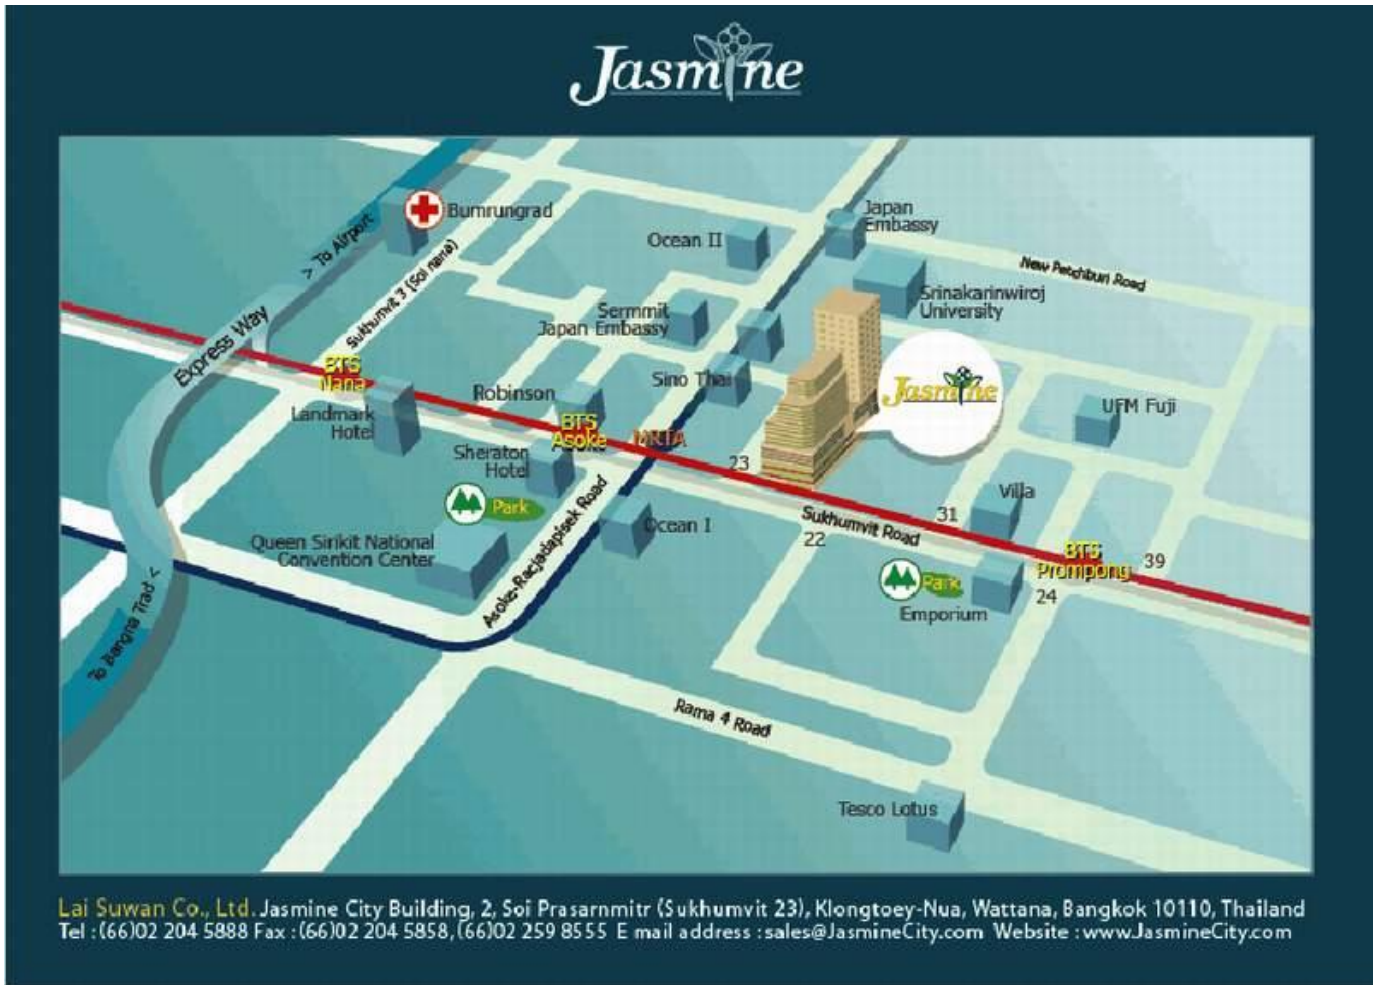 Jasmine
Bumrungrad
> To Airport
Sukhumvit 3 (Soi nana)
Express Way
Ocean II
Japan
Embassy
New Petchburi Road
Srinakarinwiroj
University
Sermmit
Japan Embassy
Sino Thai
Jasmine
UFM Fuji
BTS
Nana
Landmark
Hotel
Robinson
BTS
Asoke
Asoke
MRTA
Sheraton
Hotel
23
Park
Ocean I
Queen Sirikit National
Convention Center
Asoke-Racjadapisek Road
Sukhumvit Road
22
31
Villa
BTS
Prompong
39
24
Park
Emporium
To Bangna Trad <
Rama 4 Road
Tesco Lotus
Lai Suwan Co., Ltd. Jasmine City Building, 2, Soi Prasarnmitr (Sukhumvit 23), Klongtoey-Nua, Wattana, Bangkok 10110, Thailand
Tel : (66)02 204 5888 Fax : (66)02 204 5858, (66)02 259 8555 E mail address : sales@JasmineCity.com Website : www.JasmineCity.com